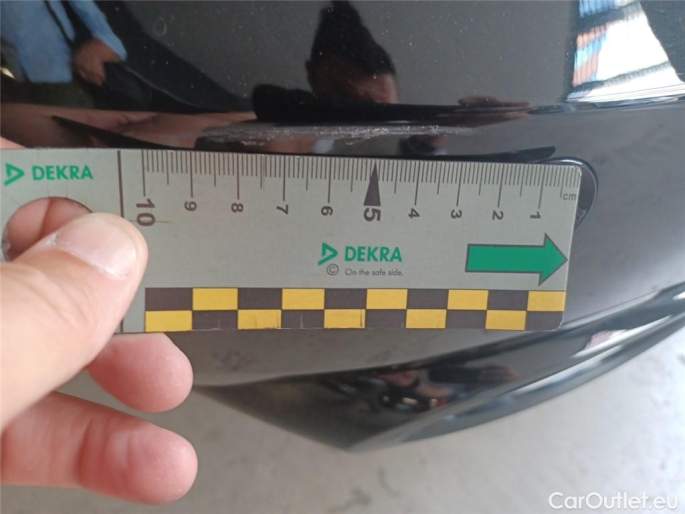 DEKRA
10 9 8 7 6 5 4 3 2 1 cm
DEKRA
© On the safe side.
CarOutlet.eu